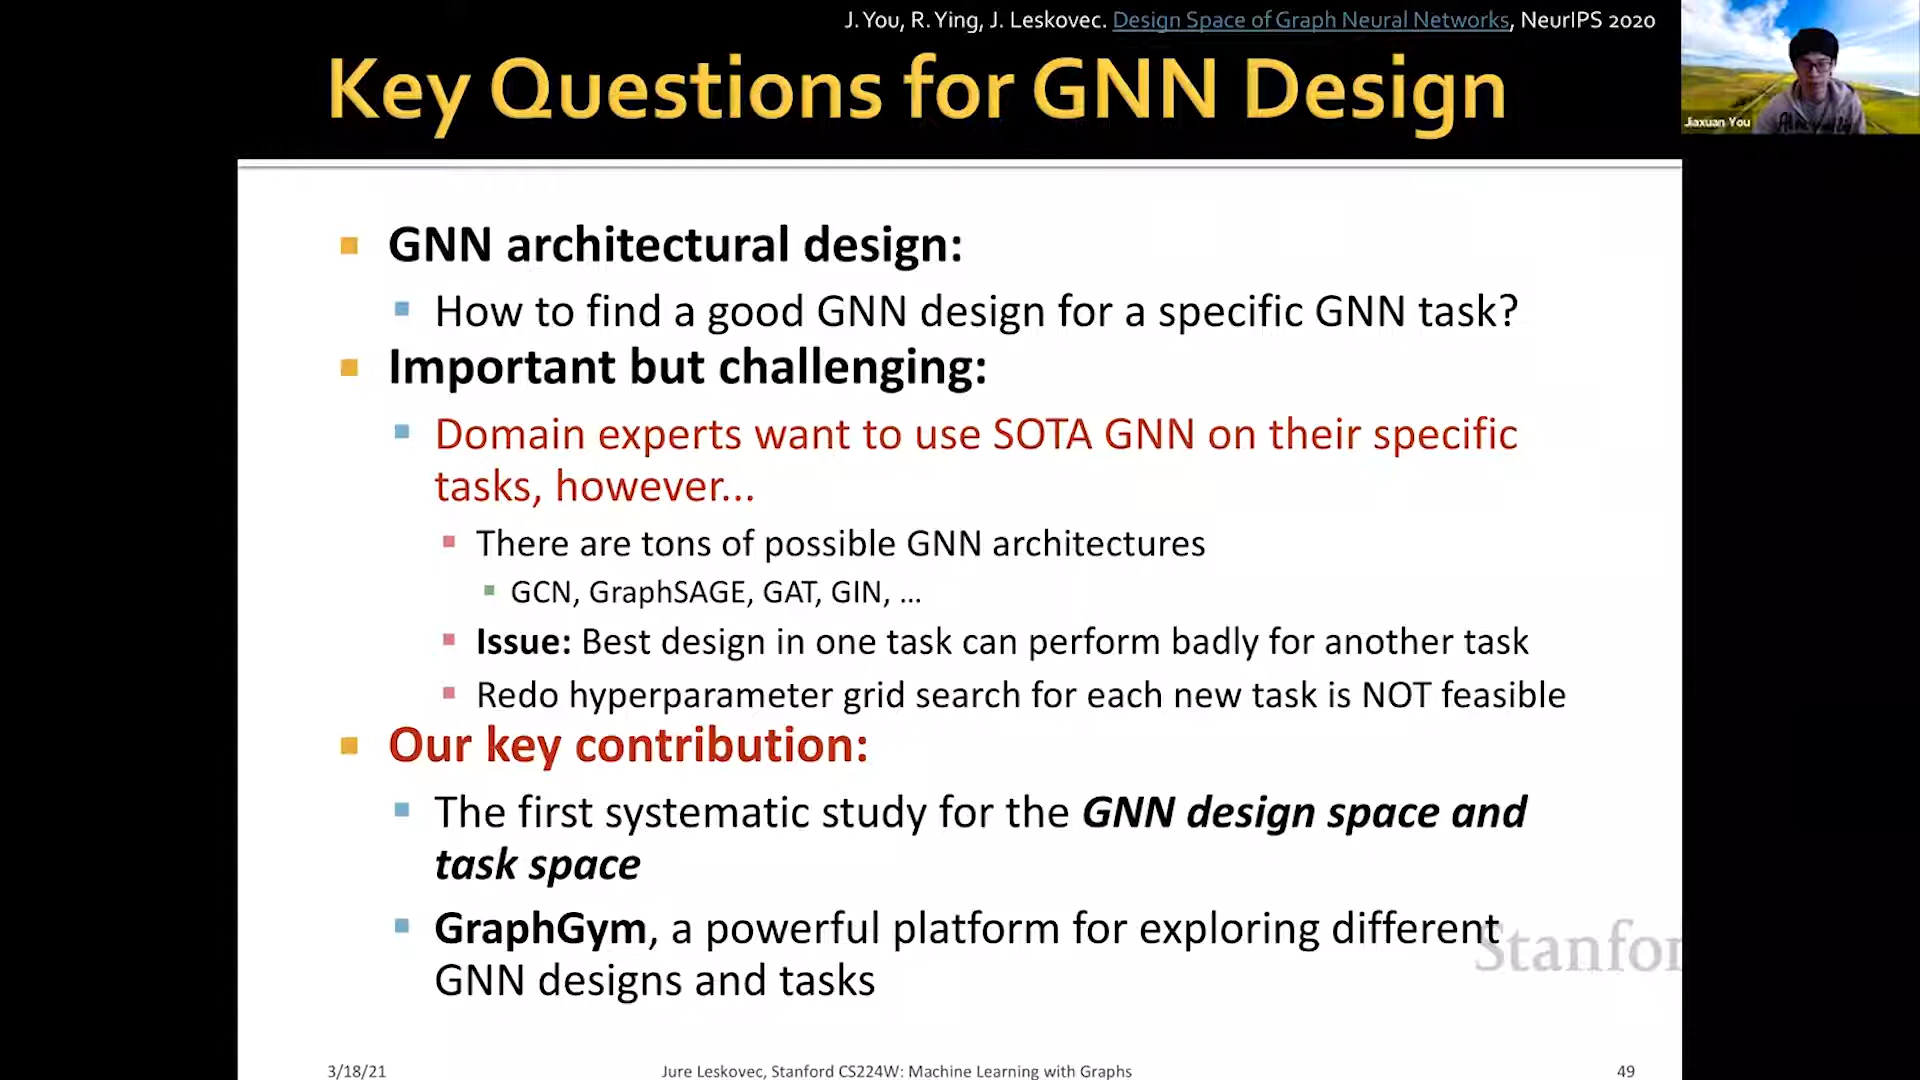 J. You, R. Ying, J. Leskovec. Design Space of Graph Neural Networks, NeurIPS 2020
Key Questions for GNN Design
Jiaxuan You
GNN architectural design:
How to find a good GNN design for a specific GNN task?
Important but challenging:
Domain experts want to use SOTA GNN on their specific
tasks, however...
There are tons of possible GNN architectures
GCN, GraphSAGE, GAT, GIN, …
Issue: Best design in one task can perform badly for another task
Redo hyperparameter grid search for each new task is NOT feasible
Our key contribution:
The first systematic study for the GNN design space and
task space
GraphGym, a powerful platform for exploring different
GNN designs and tasks
Stanfor
3/18/21
Jure Leskovec, Stanford CS224W: Machine Learning with Graphs
49